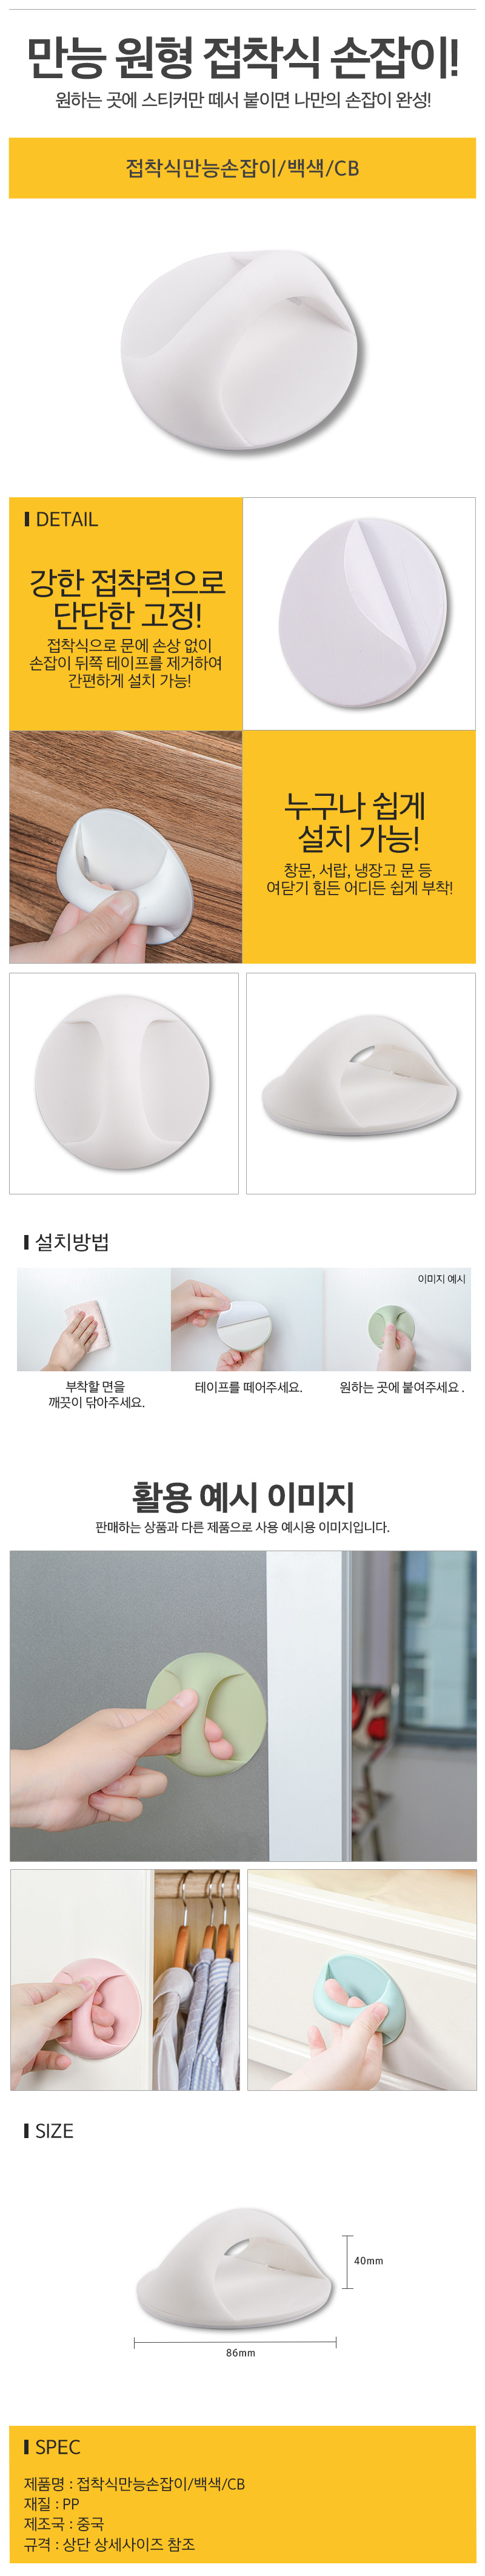 만능 원형 접착식 손잡이!
원하는 곳에 스티커만 떼서 붙이면 나만의 손잡이 완성!
접착식만능손잡이/백색/CB
DETAIL
강한 접착력으로
단단한 고정!
접착식으로 문에 손상 없이
손잡이 뒤쪽 테이프를 제거하여
간편하게 설치 가능!
누구나 쉽게
설치 가능!
창문, 서랍, 냉장고 문 등
여닫기 힘든 어디든 쉽게 부착!
설치방법
이미지 예시
부착할 면을
깨끗이 닦아주세요.
테이프를 떼어주세요.
원하는 곳에 붙여주세요 .
활용 예시 이미지
판매하는 상품과 다른 제품으로 사용 예시용 이미지입니다.
SIZE
40mm
86mm
SPEC
제품명 : 접착식만능손잡이/백색/CB
재질 : PP
제조국 : 중국
규격 : 상단 상세사이즈 참조